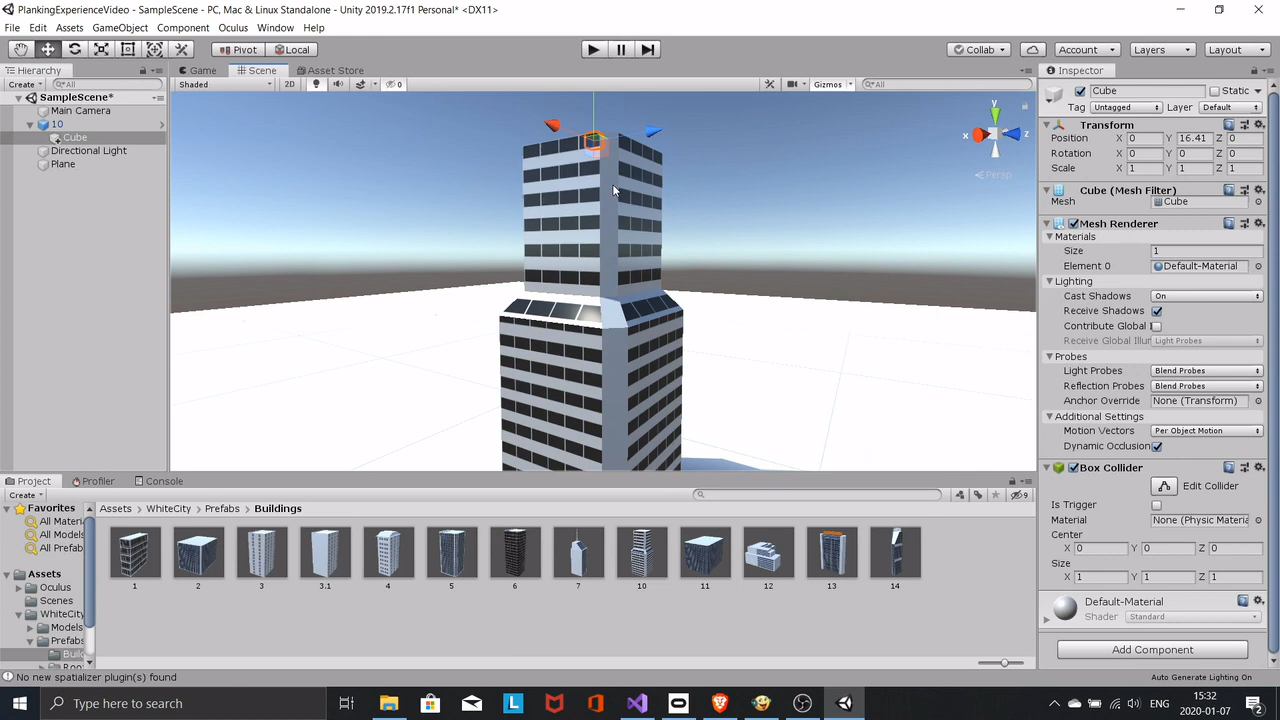 PlankingExperienceVideo - SampleScene - PC, Mac & Linux Standalone - Unity 2019.2.17f1 Personal* <DX11>
File Edit Assets GameObject Component Oculus Window Help
Pivot Local Collab Account Layers Layout
Hierarchy Game Scene Asset Store Inspector
Create All Shaded 2D 0 Gizmos All Cube Static
SampleScene* Tag Untagged Layer Default
Main Camera
10
Cube
Directional Light
Plane
y
x
z
Persp
Transform
Position X 0 Y 16.41 Z 0
Rotation X 0 Y 0 Z 0
Scale X 1 Y 1 Z 1
Cube (Mesh Filter)
Mesh Cube
Mesh Renderer
Materials
Size 1
Element 0 Default-Material
Lighting
Cast Shadows On
Receive Shadows
Contribute Global I
Receive Global Illur Light Probes
Probes
Light Probes Blend Probes
Reflection Probes Blend Probes
Anchor Override None (Transform)
Additional Settings
Motion Vectors Per Object Motion
Dynamic Occlusion
Box Collider
Edit Collider
Is Trigger
Material None (Physic Materia
Center
X 0 Y 0 Z 0
Size
X 1 Y 1 Z 1
Default-Material
Shader Standard
Add Component
Auto Generate Lighting On
Project Profiler Console
Create 9
Favorites
All Materi
All Model
All Prefab
Assets
Oculus
Scenes
WhiteCity
Models
Prefabs
Build
Assets WhiteCity Prefabs Buildings
1 2 3 3.1 4 5 6 7 10 11 12 13 14
No new spatializer plugin(s) found
Type here to search
ENG
15:32
2020-01-07